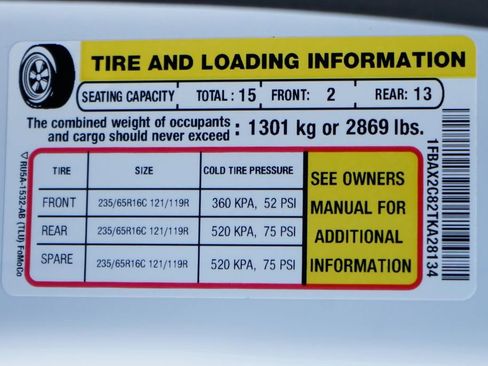 TIRE AND LOADING INFORMATION
SEATING CAPACITY TOTAL : 15 FRONT: 2 REAR: 13
The combined weight of occupants
and cargo should never exceed : 1301 kg or 2869 lbs.
TIRE SIZE COLD TIRE PRESSURE
FRONT 235/65R16C 121/119R 360 KPA, 52 PSI
REAR 235/65R16C 121/119R 520 KPA, 75 PSI
SPARE 235/65R16C 121/119R 520 KPA, 75 PSI
SEE OWNERS
MANUAL FOR
ADDITIONAL
INFORMATION
RU5A-1532-AB (TLU) FoMoCo
1FBAX2C82TKA28134